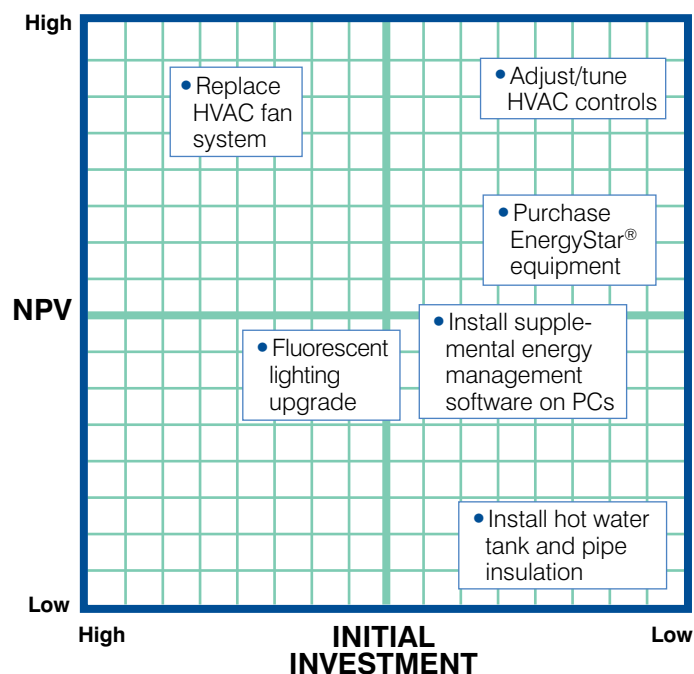 High
• Replace
HVAC fan
system
• Adjust/tune
HVAC controls
• Purchase
EnergyStar®
equipment
NPV
• Fluorescent
lighting
upgrade
• Install supple-
mental energy
management
software on PCs
• Install hot water
tank and pipe
insulation
Low
High
INITIAL
INVESTMENT
Low